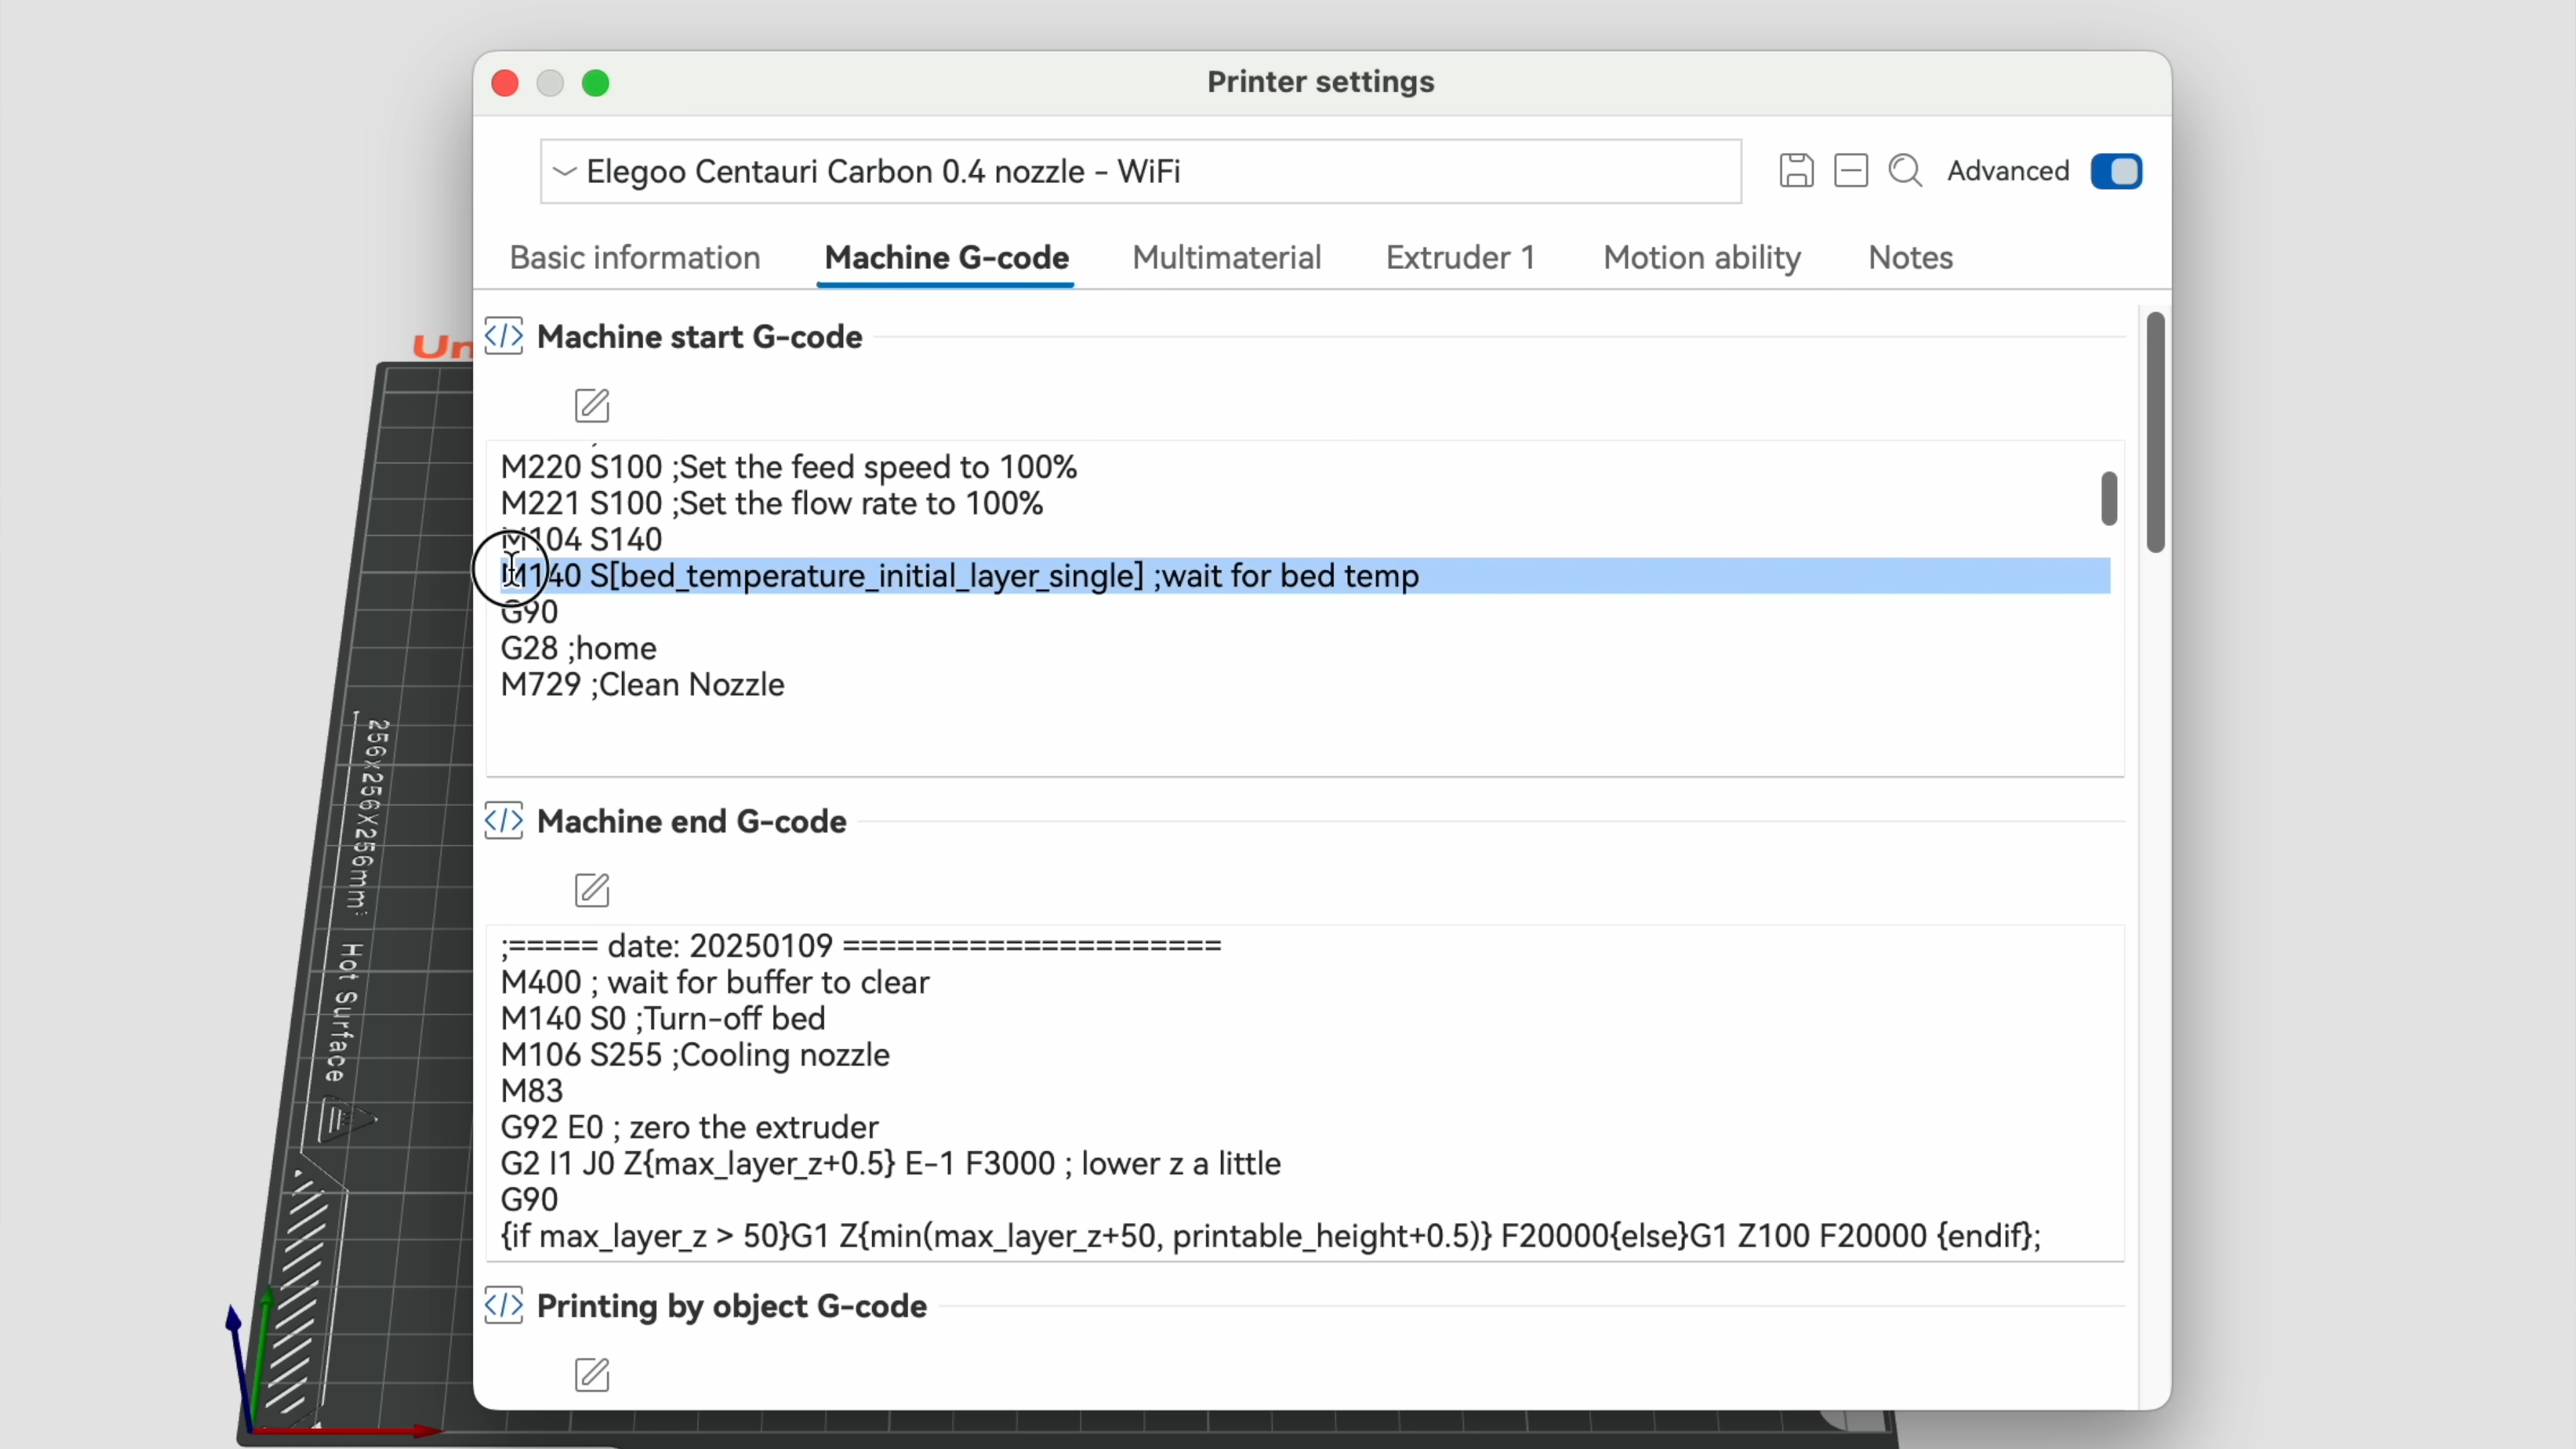 Printer settings
Elegoo Centauri Carbon 0.4 nozzle - WiFi
Advanced
Basic information
Machine G-code
Multimaterial
Extruder 1
Motion ability
Notes
Un
Machine start G-code
M220 S100 ;Set the feed speed to 100%
M221 S100 ;Set the flow rate to 100%
M104 S140
M140 S[bed_temperature_initial_layer_single] ;wait for bed temp
G90
G28 ;home
M729 ;Clean Nozzle
256x256x256mm³
Hot Surface
Machine end G-code
;===== date: 20250109 =====================
M400 ; wait for buffer to clear
M140 S0 ;Turn-off bed
M106 S255 ;Cooling nozzle
M83
G92 E0 ; zero the extruder
G2 I1 J0 Z{max_layer_z+0.5} E-1 F3000 ; lower z a little
G90
{if max_layer_z > 50}G1 Z{min(max_layer_z+50, printable_height+0.5)} F20000{else}G1 Z100 F20000 {endif};
Printing by object G-code